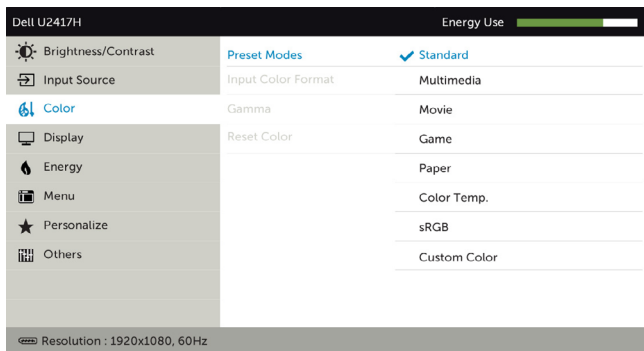 Dell U2417H
Energy Use
Brightness/Contrast
Input Source
Color
Display
Energy
Menu
Personalize
Others
Preset Modes
Input Color Format
Gamma
Reset Color
Standard
Multimedia
Movie
Game
Paper
Color Temp.
sRGB
Custom Color
Resolution : 1920x1080, 60Hz